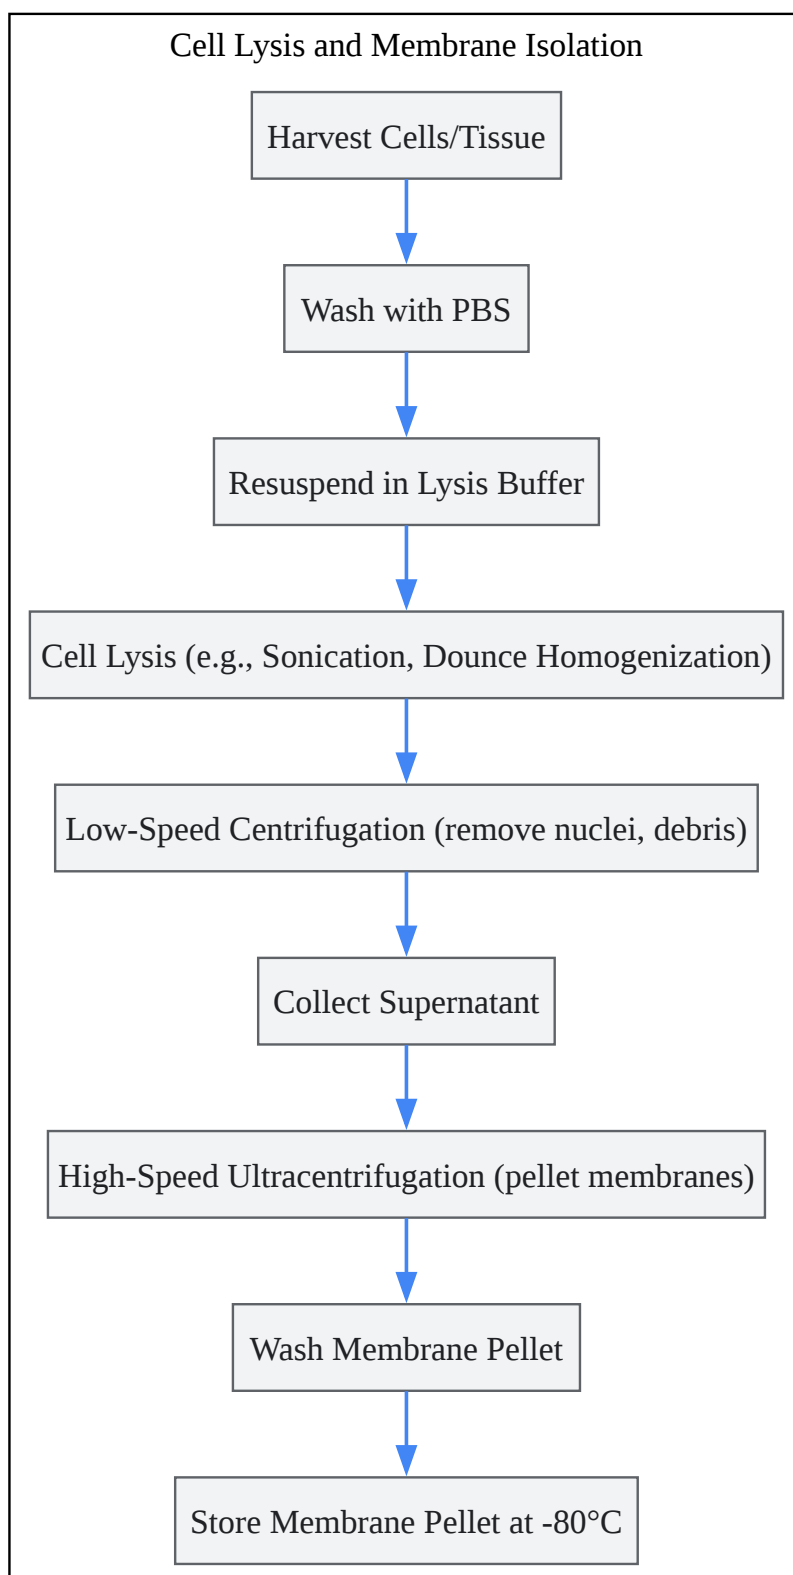 Cell Lysis and Membrane Isolation
Harvest Cells/Tissue
Wash with PBS
Resuspend in Lysis Buffer
Cell Lysis (e.g., Sonication, Dounce Homogenization)
Low-Speed Centrifugation (remove nuclei, debris)
Collect Supernatant
High-Speed Ultracentrifugation (pellet membranes)
Wash Membrane Pellet
Store Membrane Pellet at -80°C